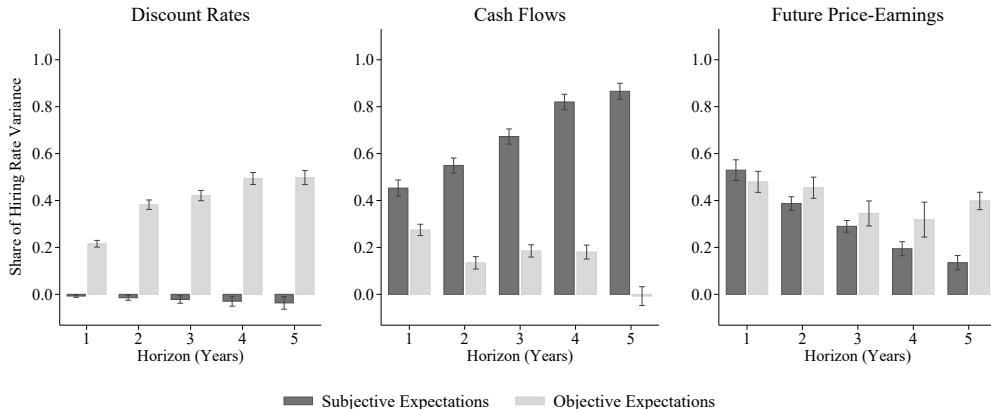 Discount Rates
Share of Hiring Rate Variance
1.0
0.8
0.6
0.4
0.2
0.0
1 2 3 4 5
Horizon (Years)
Cash Flows
1.0
0.8
0.6
0.4
0.2
0.0
1 2 3 4 5
Horizon (Years)
Future Price-Earnings
1.0
0.8
0.6
0.4
0.2
0.0
1 2 3 4 5
Horizon (Years)
Subjective Expectations Objective Expectations